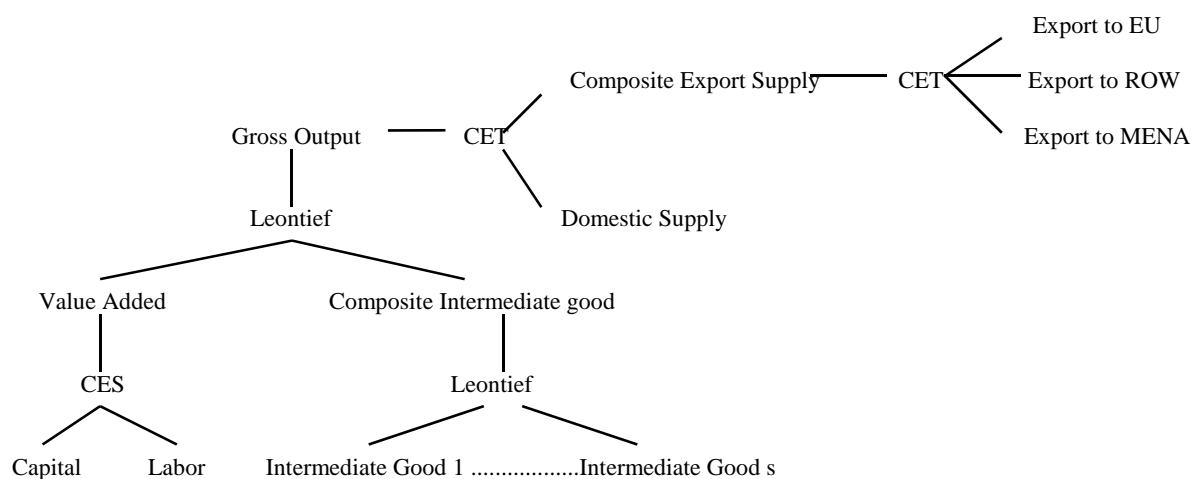 Export to EU
Composite Export Supply CET Export to ROW
Gross Output CET Export to MENA
Leontief Domestic Supply
Value Added Composite Intermediate good
CES Leontief
Capital Labor Intermediate Good 1 ..................Intermediate Good s